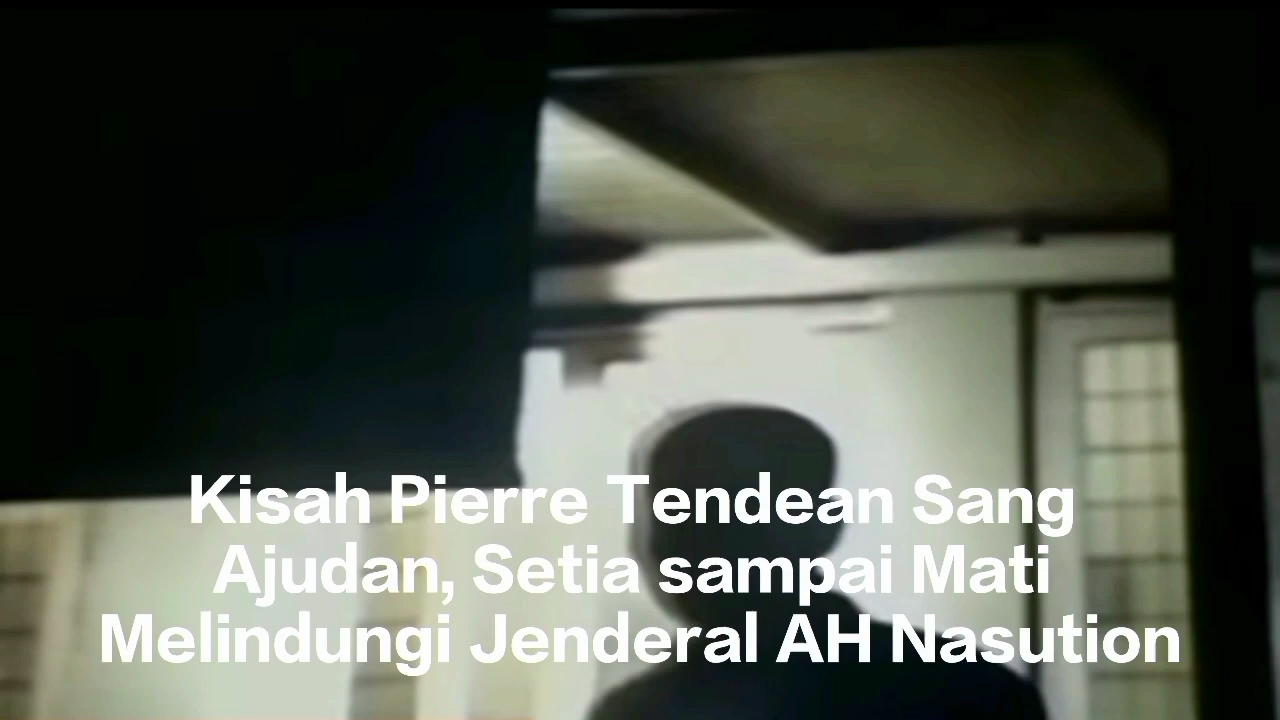 Kisah Pierre Tendean Sang
Ajudan, Setia sampai Mati
Melindungi Jenderal AH Nasution